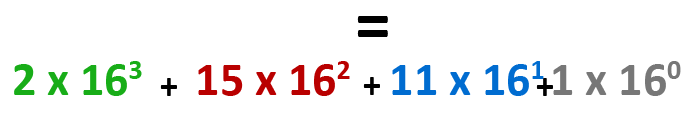 =
2 x 16³ + 15 x 16² + 11 x 16¹+1 x 16⁰